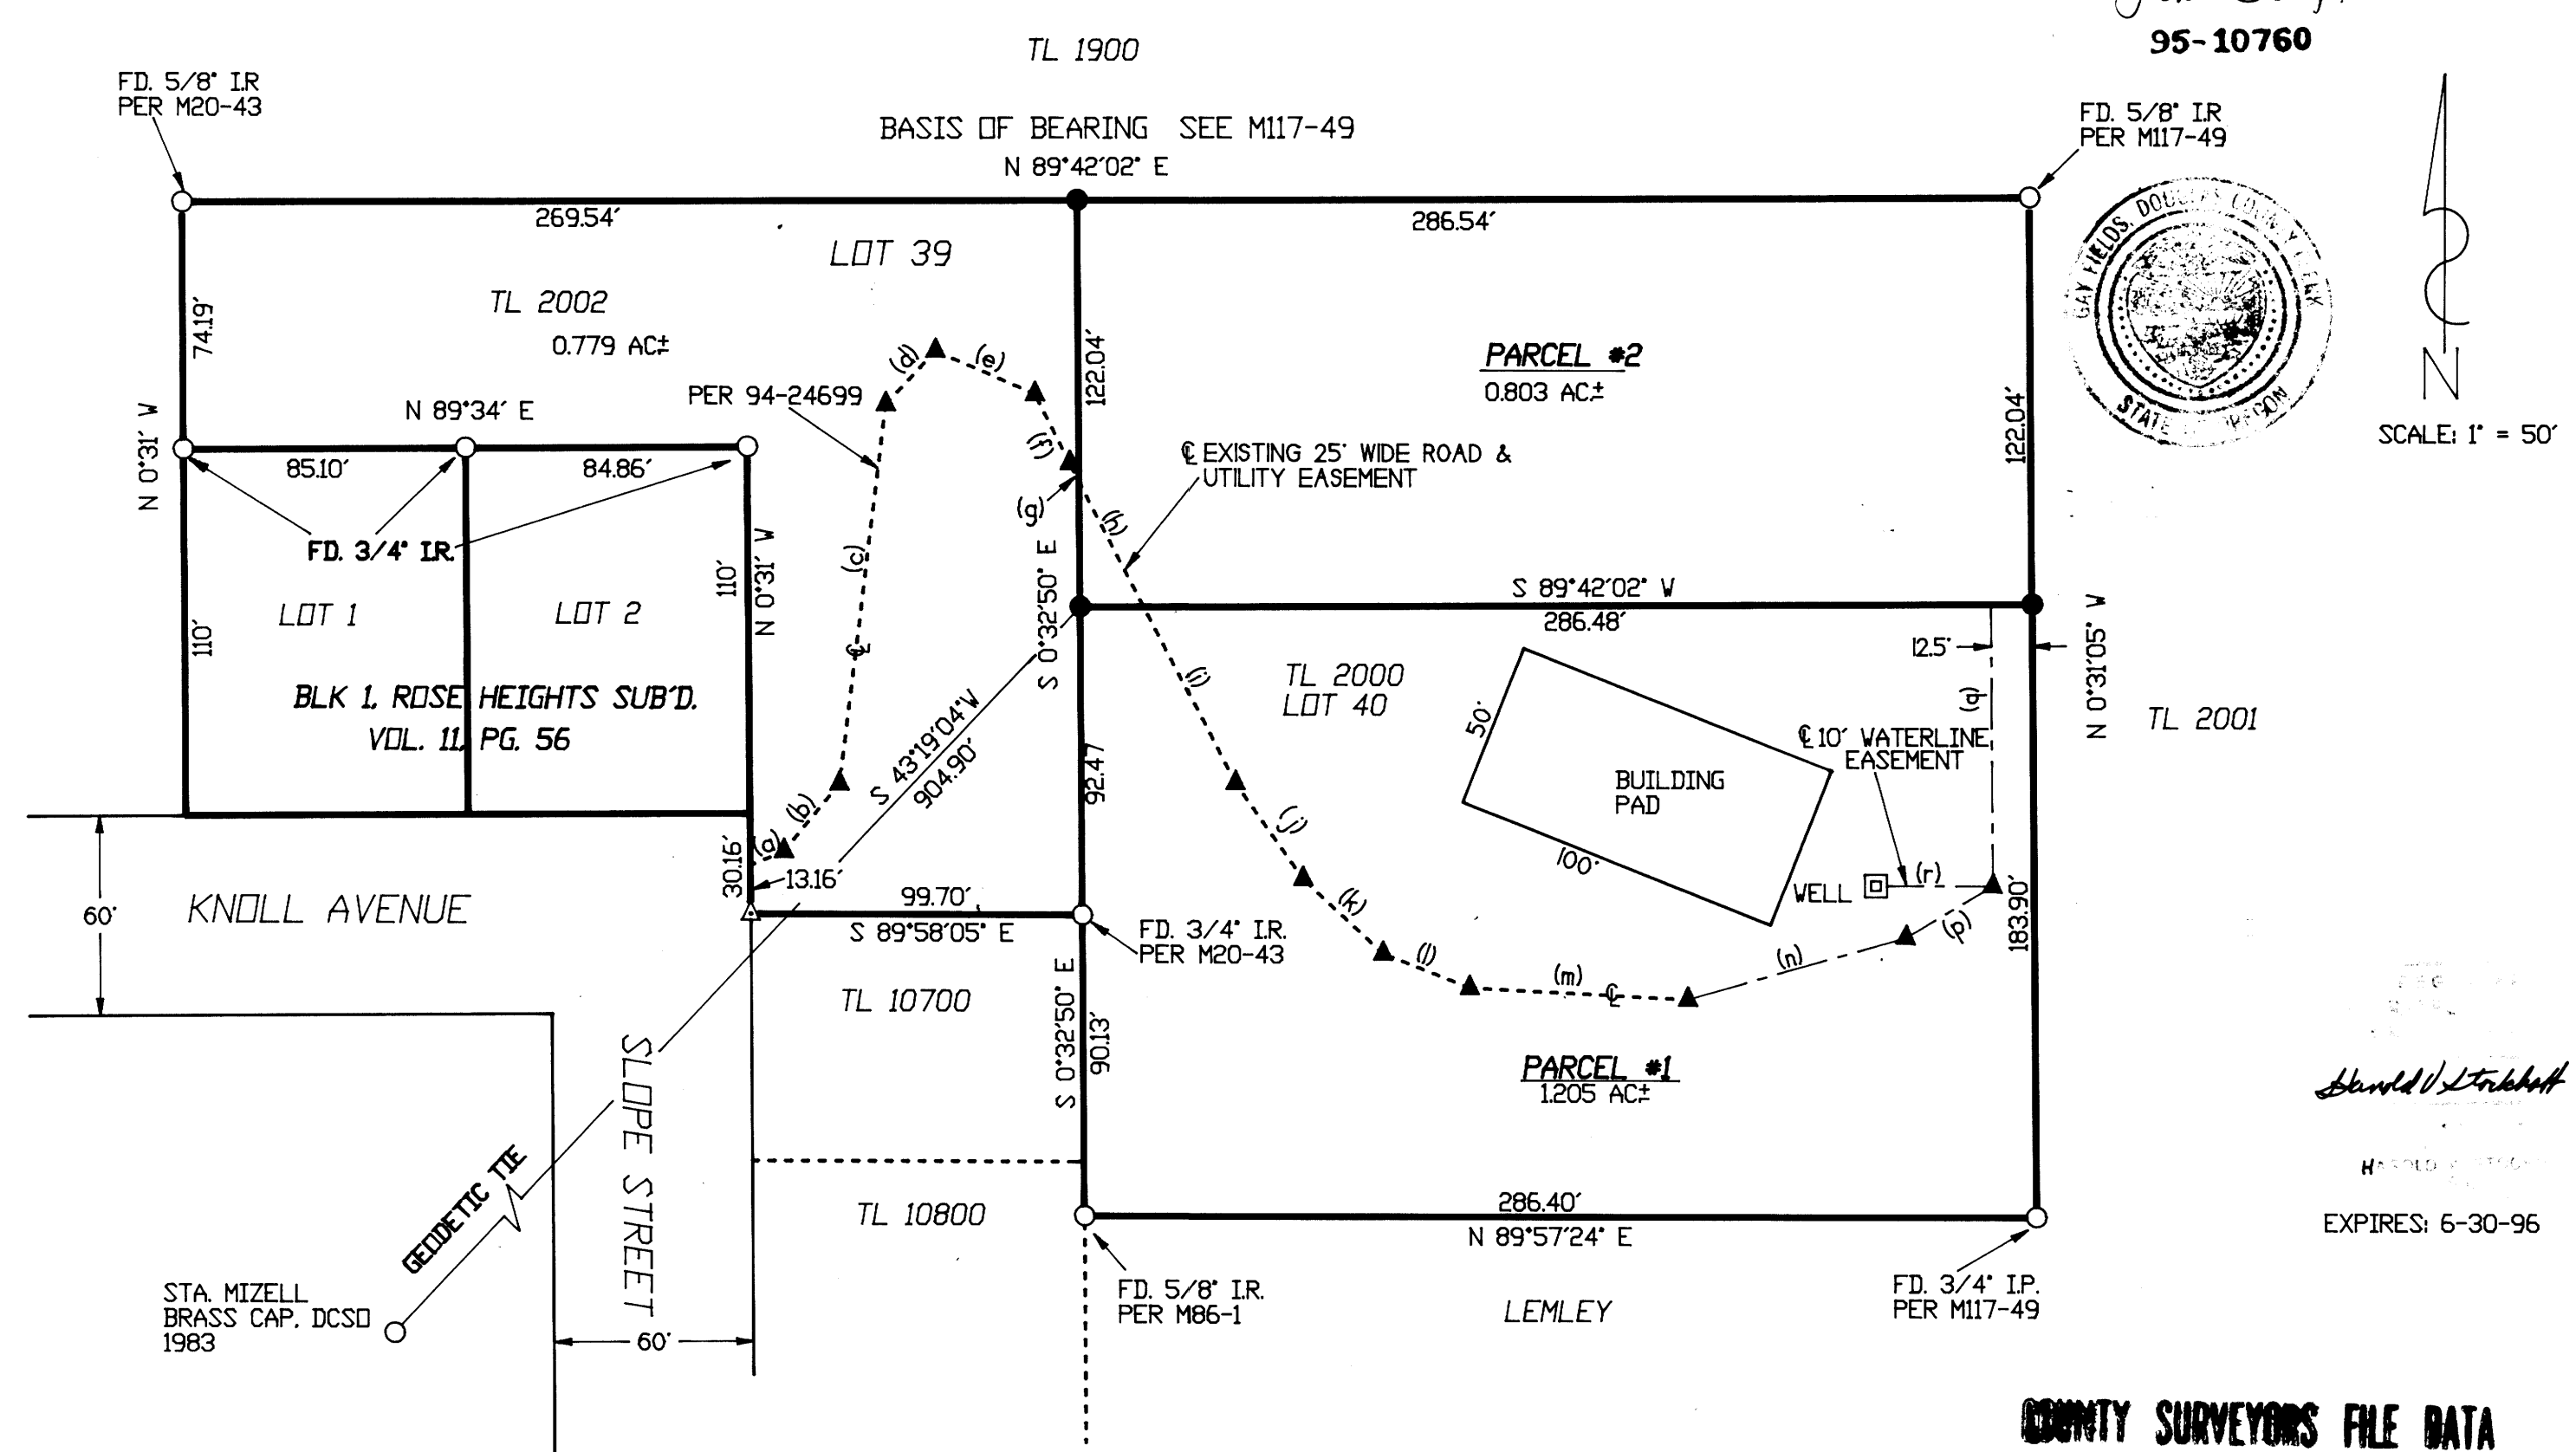 95-10760
TL 1900
FD. 5/8" I.R
PER M20-43
BASIS OF BEARING SEE M117-49
N 89°42'02" E
FD. 5/8" I.R
PER M117-49
269.54'
286.54'
GAY FIELDS, DOUGLAS COUNTY CLERK
STATE OF OREGON
LOT 39
TL 2002
0.779 AC±
74.19'
N 0°31' W
(d)
(e)
122.04'
PARCEL #2
0.803 AC±
122.04'
N
SCALE: 1" = 50'
PER 94-24699
N 89°34' E
85.10'
84.86'
(f)
℄ EXISTING 25' WIDE ROAD &
UTILITY EASEMENT
(g)
(h)
FD. 3/4" I.R.
(c)
110'
N 0°31' W
S 0°32'50" E
LOT 1
LOT 2
110'
℄
S 89°42'02" W
286.48'
12.5'
N 0°31'05" W
TL 2001
(i)
TL 2000
LOT 40
50'
(q)
BLK 1, ROSE HEIGHTS SUB'D.
VOL. 11, PG. 56
S 43°19'04"W
904.90'
92.47
℄ 10' WATERLINE
EASEMENT
BUILDING
PAD
100'
(b)
(a)
(j)
30.16'
13.16'
WELL
(r)
(k)
60'
KNOLL AVENUE
99.70'
S 89°58'05" E
FD. 3/4" I.R.
PER M20-43
(l)
(m)
℄
(n)
(p)
183.90'
TL 10700
S 0°32'50" E
90.13'
SLOPE STREET
PARCEL #1
1.205 AC±
Harold V Stockhoff
GEODETIC TIE
TL 10800
286.40'
N 89°57'24" E
EXPIRES: 6-30-96
STA. MIZELL
BRASS CAP. DCSO
1983
60'
FD. 5/8" I.R.
PER M86-1
LEMLEY
FD. 3/4" I.P.
PER M117-49
COUNTY SURVEYORS FILE DATA